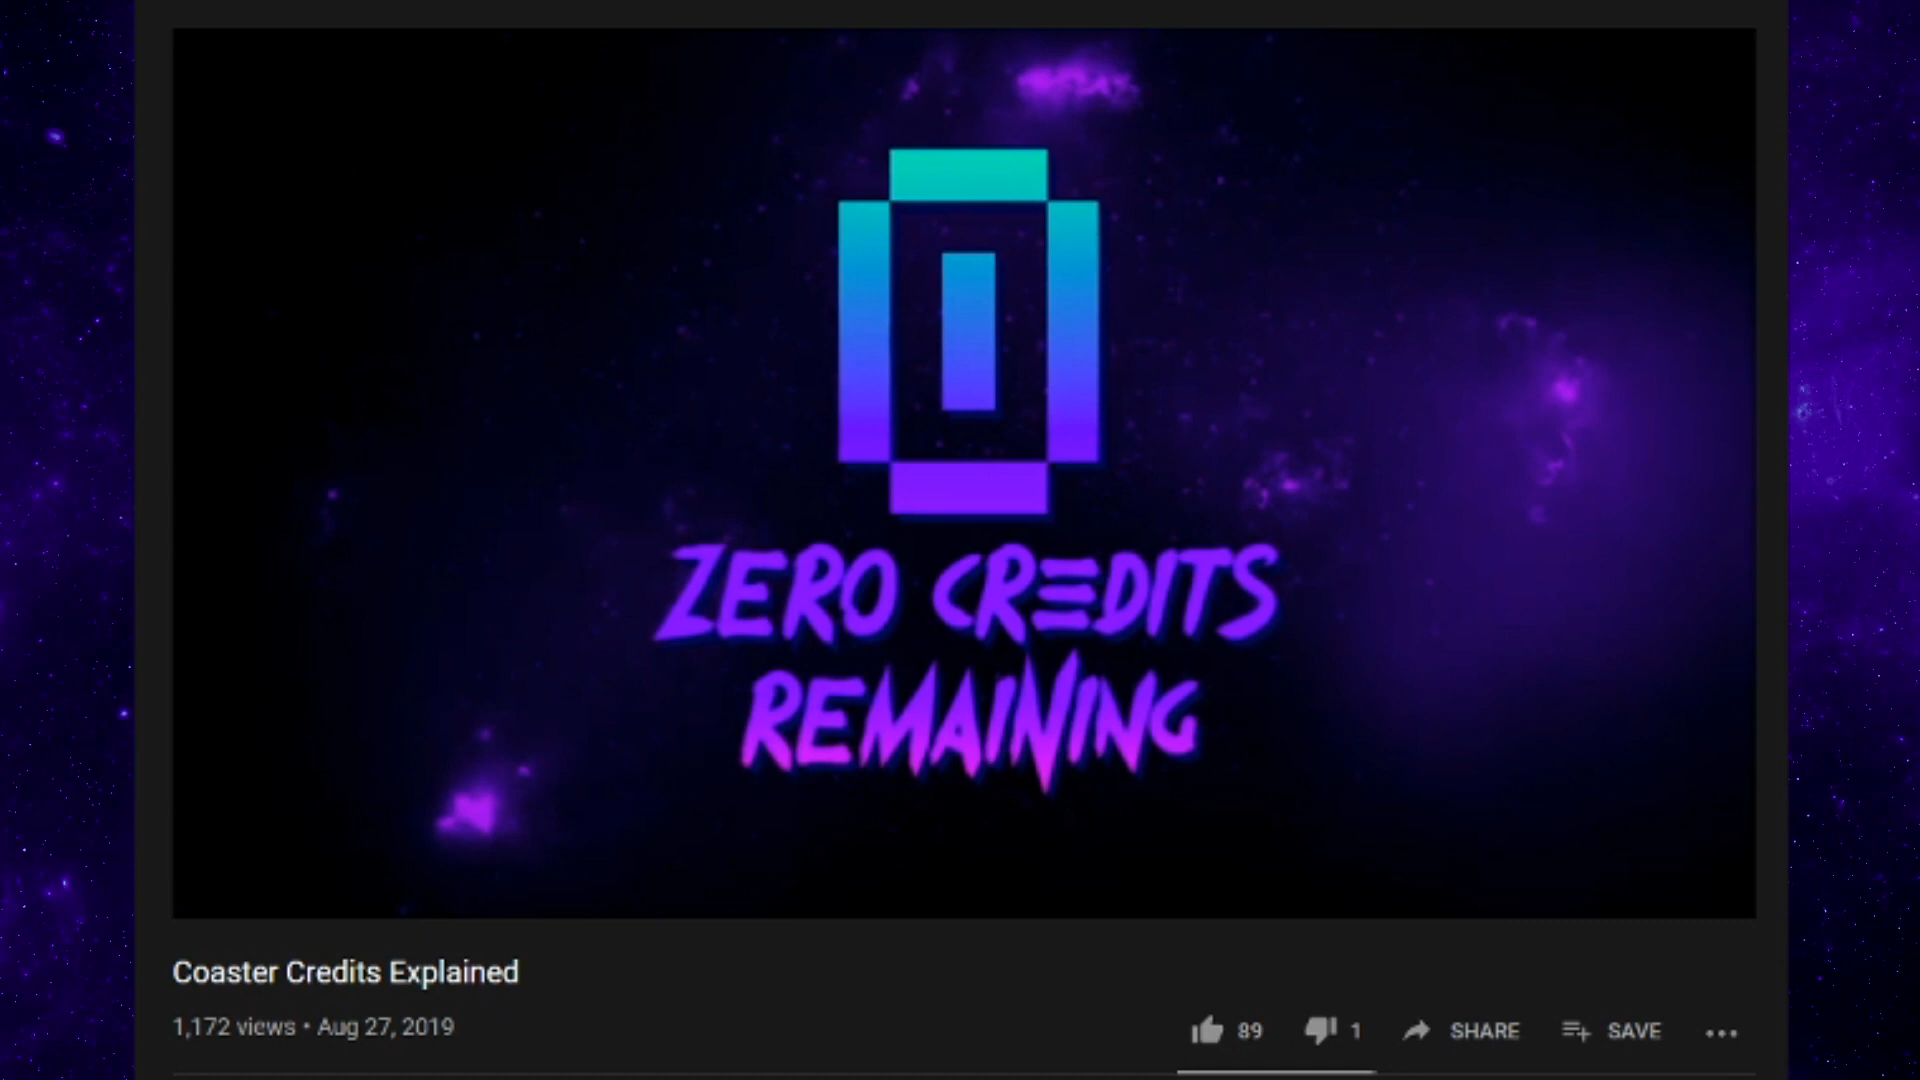 ZERO CREDITS
REMAINING
Coaster Credits Explained
1,172 views • Aug 27, 2019
89 1 SHARE SAVE